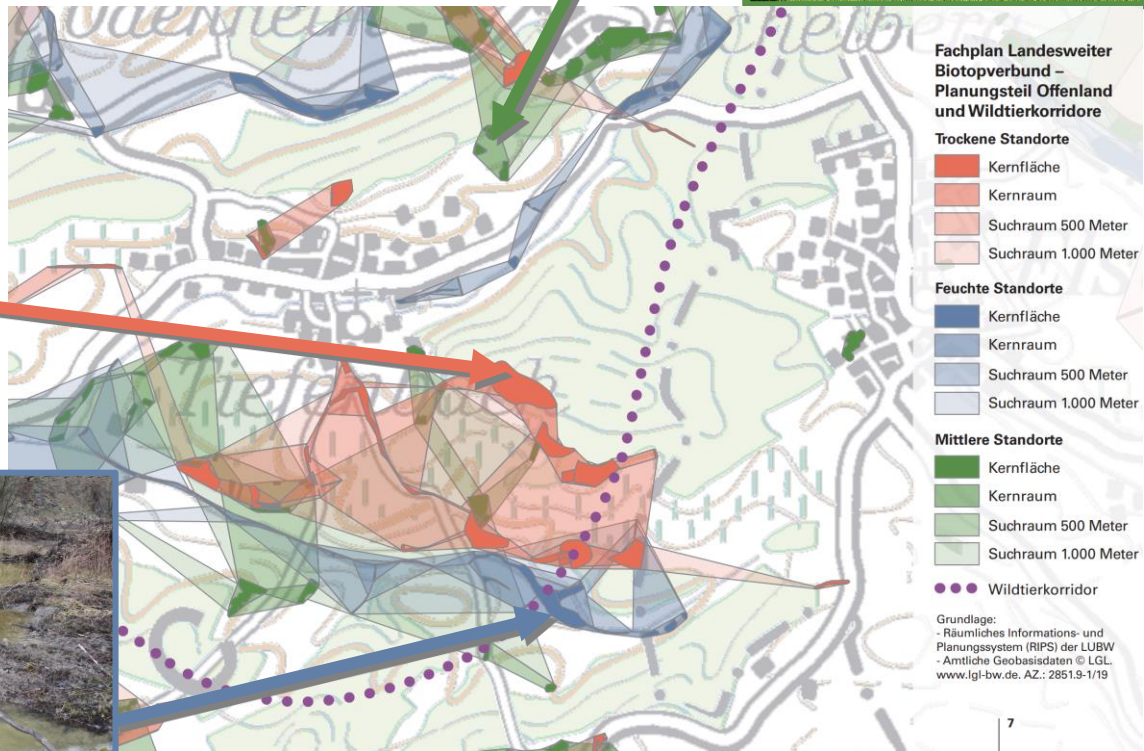 Fachplan Landesweiter
Biotopverbund –
Planungsteil Offenland
und Wildtierkorridore
Trockene Standorte
Kernfläche
Kernraum
Suchraum 500 Meter
Suchraum 1.000 Meter
Feuchte Standorte
Kernfläche
Kernraum
Suchraum 500 Meter
Suchraum 1.000 Meter
Mittlere Standorte
Kernfläche
Kernraum
Suchraum 500 Meter
Suchraum 1.000 Meter
Wildtierkorridor
Grundlage:
- Räumliches Informations- und
Planungssystem (RIPS) der LUBW
- Amtliche Geobasisdaten © LGL.
www.lgl-bw.de. AZ.: 2851.9-1/19
7